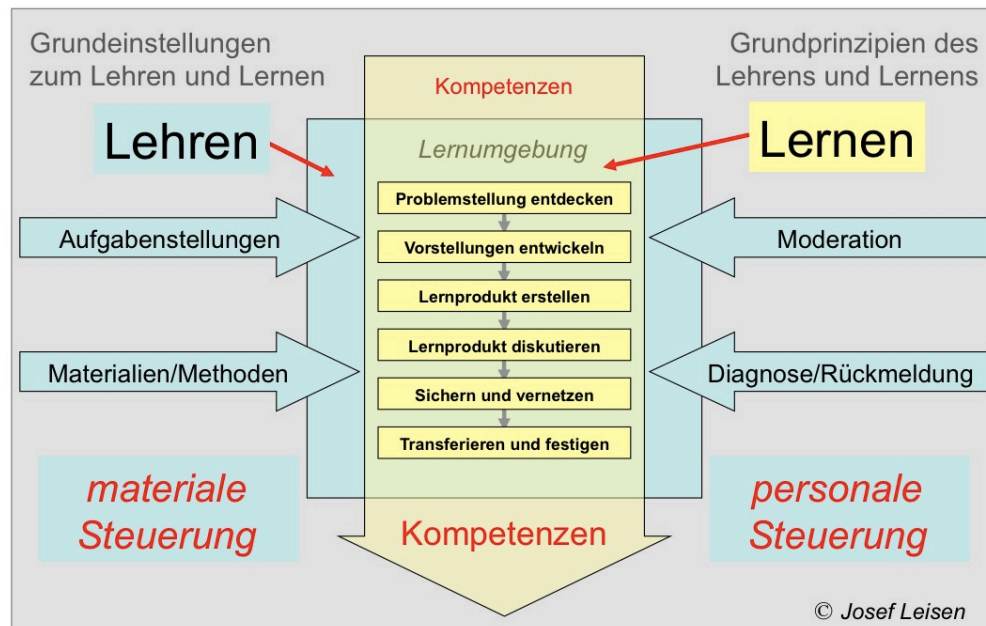 Grundeinstellungen
zum Lehren und Lernen
Grundprinzipien des
Lehrens und Lernens
Kompetenzen
Lehren
Lernumgebung
Lernen
Problemstellung entdecken
Aufgabenstellungen
Vorstellungen entwickeln
Moderation
Lernprodukt erstellen
Lernprodukt diskutieren
Materialien/Methoden
Sichern und vernetzen
Diagnose/Rückmeldung
Transferieren und festigen
materiale
Steuerung
Kompetenzen
personale
Steuerung
© Josef Leisen